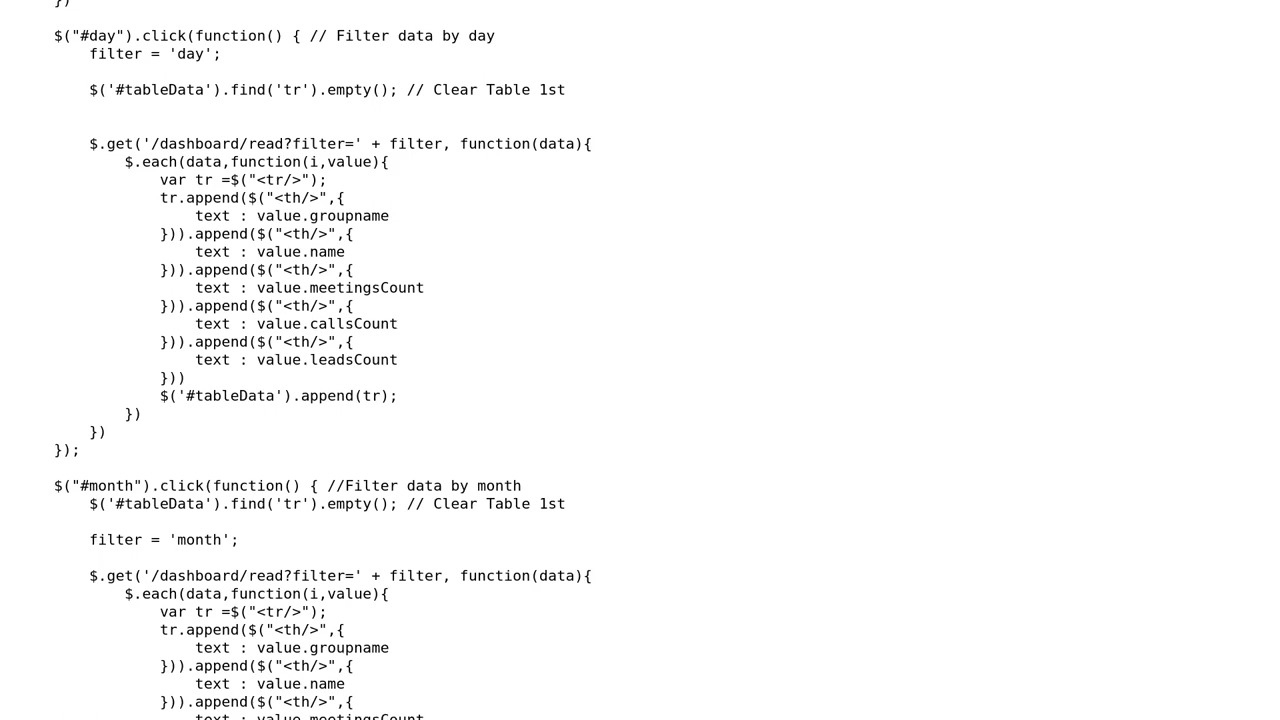 })
$("#day").click(function() { // Filter data by day
filter = 'day';
$('#tableData').find('tr').empty(); // Clear Table 1st
$.get('/dashboard/read?filter=' + filter, function(data){
$.each(data,function(i,value){
var tr =$("<tr/>");
tr.append($("<th/>",{
text : value.groupname
})).append($("<th/>",{
text : value.name
})).append($("<th/>",{
text : value.meetingsCount
})).append($("<th/>",{
text : value.callsCount
})).append($("<th/>",{
text : value.leadsCount
}))
$('#tableData').append(tr);
})
})
});
$("#month").click(function() { //Filter data by month
$('#tableData').find('tr').empty(); // Clear Table 1st
filter = 'month';
$.get('/dashboard/read?filter=' + filter, function(data){
$.each(data,function(i,value){
var tr =$("<tr/>");
tr.append($("<th/>",{
text : value.groupname
})).append($("<th/>",{
text : value.name
})).append($("<th/>",{
text : value.meetingsCount